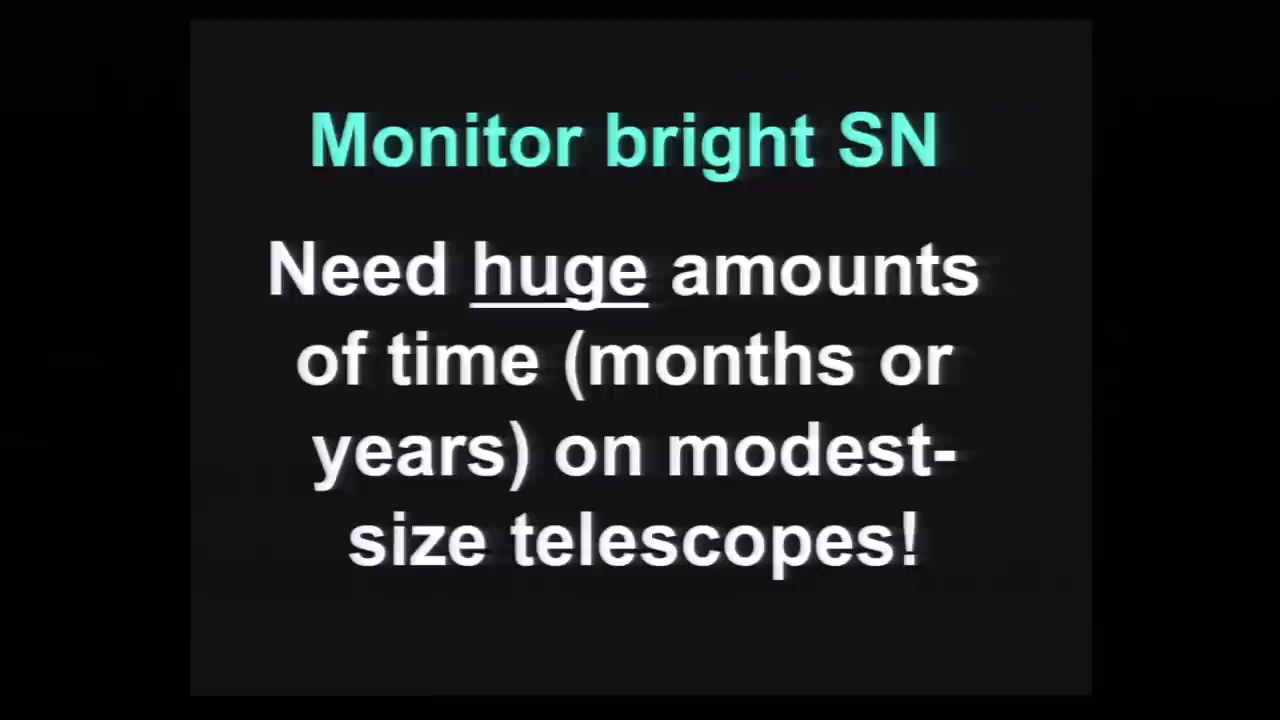 Monitor bright SN
Need huge amounts
of time (months or
years) on modest-
size telescopes!